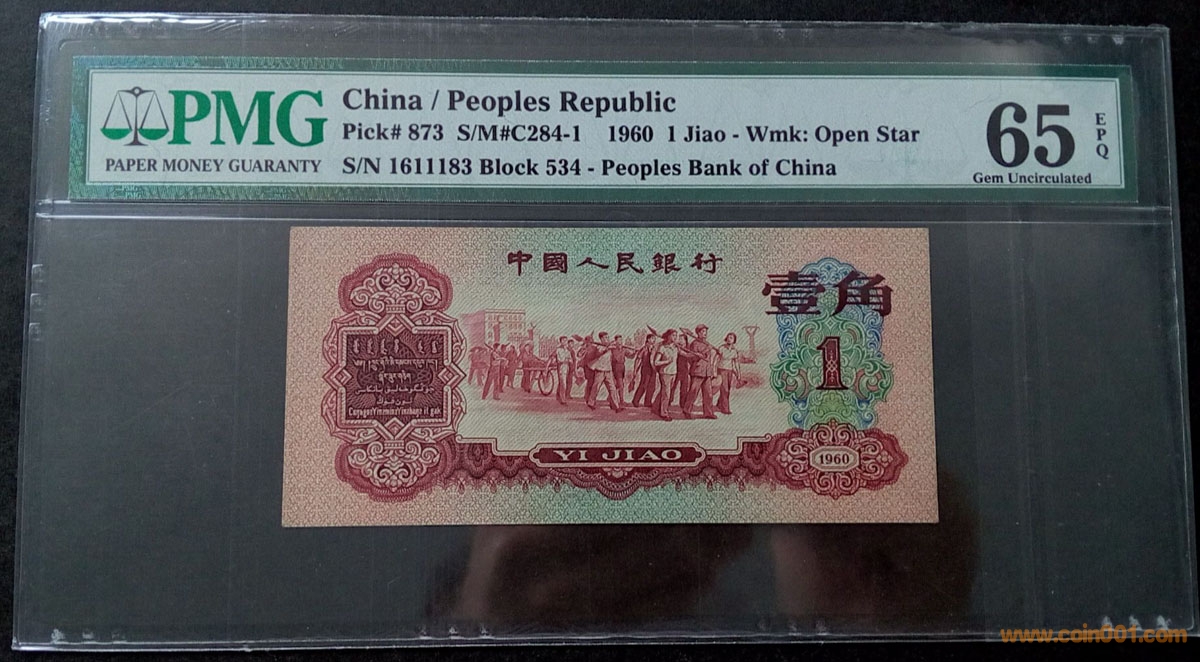 PMG
PAPER MONEY GUARANTY
China / Peoples Republic
Pick# 873 S/M#C284-1 1960 1 Jiao - Wmk: Open Star
S/N 1611183 Block 534 - Peoples Bank of China
65
EPQ
Gem Uncirculated
中國人民銀行
壹角
1
YI JIAO
1960
www.coin001.com